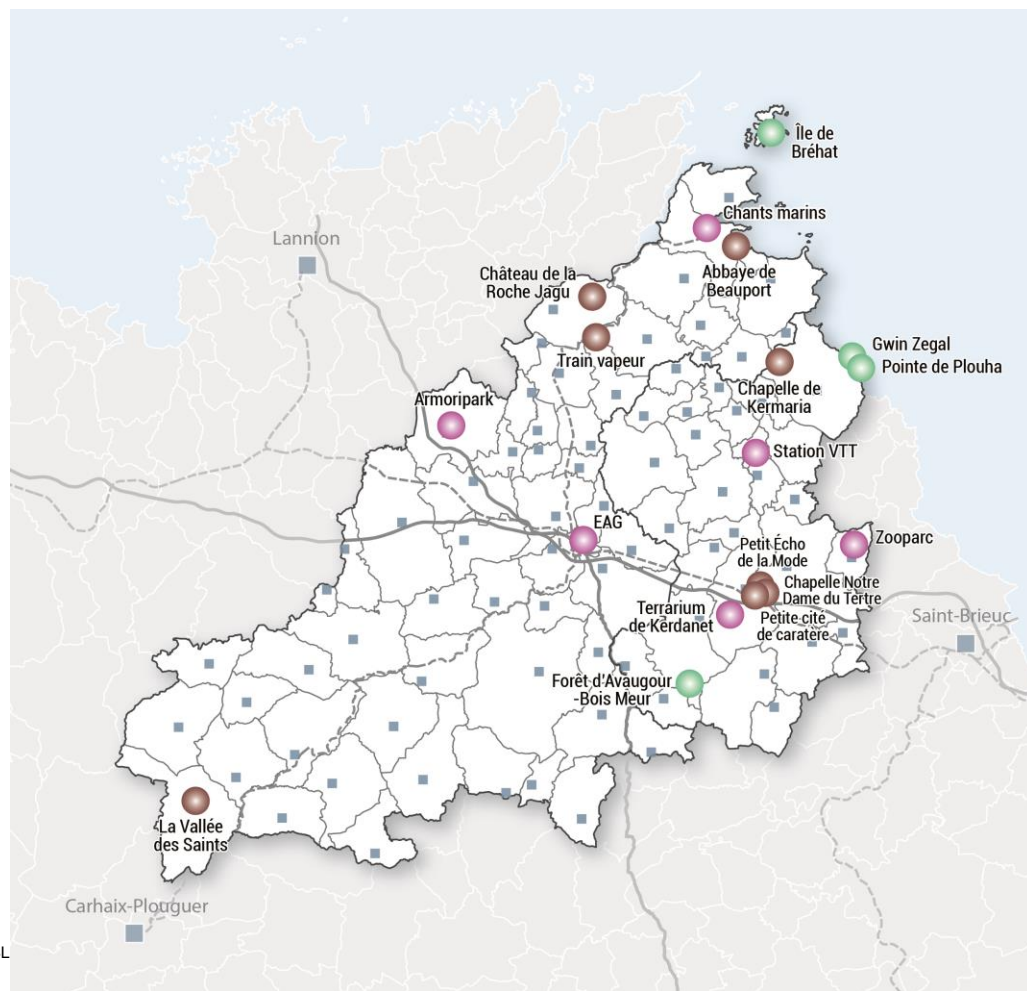 Île de
Bréhat
Chants marins
Lannion
Abbaye de
Beauport
Château de la
Roche Jagu
Gwin Zegal
Pointe de Plouha
Train vapeur
Chapelle de
Kermaria
Armoripark
Station VTT
EAG
Zooparc
Petit Écho
de la Mode
Chapelle Notre
Dame du Tertre
Terrarium
de Kerdanet
Petite cité
de caratère
Saint-Brieuc
Forêt d'Avaugour
-Bois Meur
La Vallée
des Saints
Carhaix-Plouguer